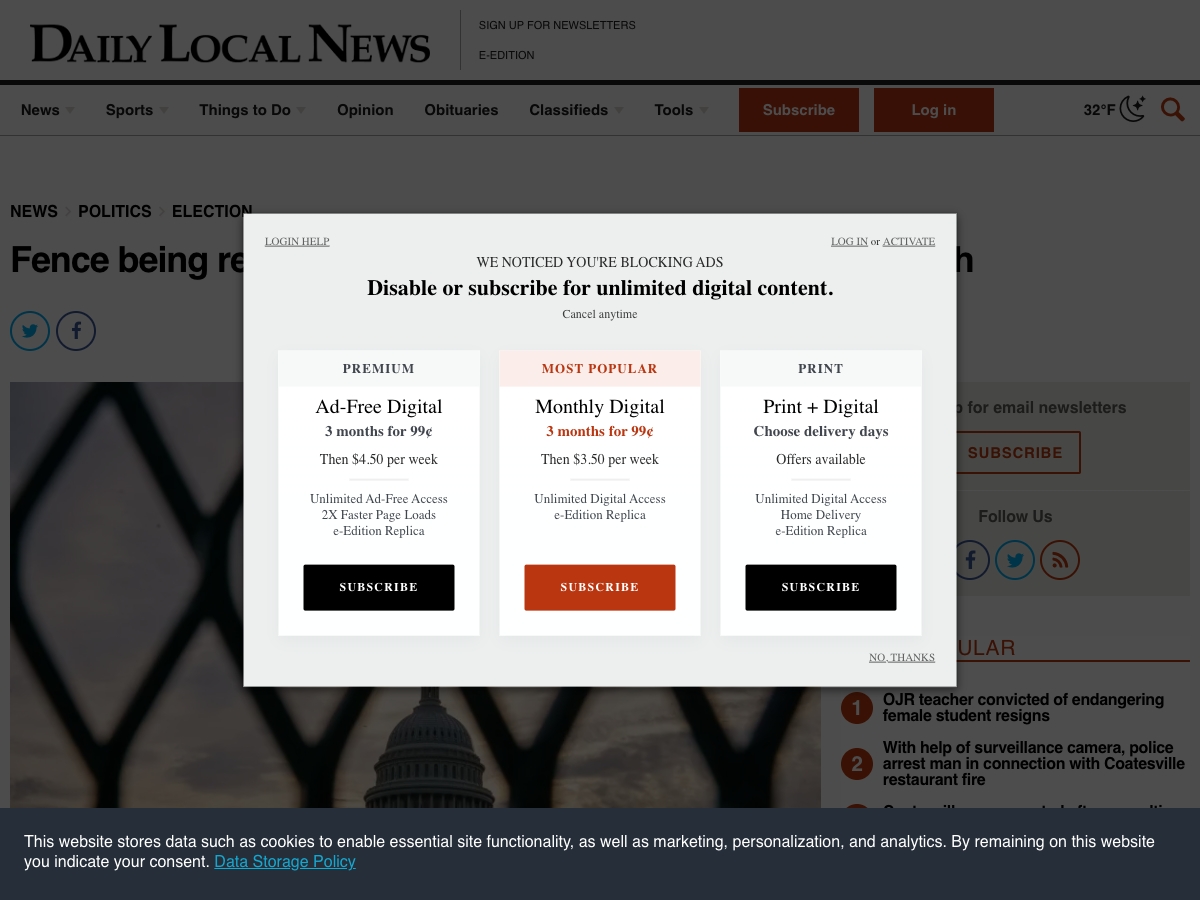 DAILY LOCAL NEWS
SIGN UP FOR NEWSLETTERS
E-EDITION
News Sports Things to Do Opinion Obituaries Classifieds Tools Subscribe Log in 32°F
NEWS POLITICS ELECTION
Fence being
LOGIN HELP
LOG IN or ACTIVATE
WE NOTICED YOU'RE BLOCKING ADS
Disable or subscribe for unlimited digital content.
Cancel anytime
PREMIUM
Ad-Free Digital
3 months for 99¢
Then $4.50 per week
Unlimited Ad-Free Access
2X Faster Page Loads
e-Edition Replica
SUBSCRIBE
MOST POPULAR
Monthly Digital
3 months for 99¢
Then $3.50 per week
Unlimited Digital Access
e-Edition Replica
SUBSCRIBE
PRINT
Print + Digital
Choose delivery days
Offers available
Unlimited Digital Access
Home Delivery
e-Edition Replica
SUBSCRIBE
NO, THANKS
for email newsletters
SUBSCRIBE
Follow Us
1 OJR teacher convicted of endangering
female student resigns
2 With help of surveillance camera, police
arrest man in connection with Coatesville
restaurant fire
This website stores data such as cookies to enable essential site functionality, as well as marketing, personalization, and analytics. By remaining on this website
you indicate your consent. Data Storage Policy